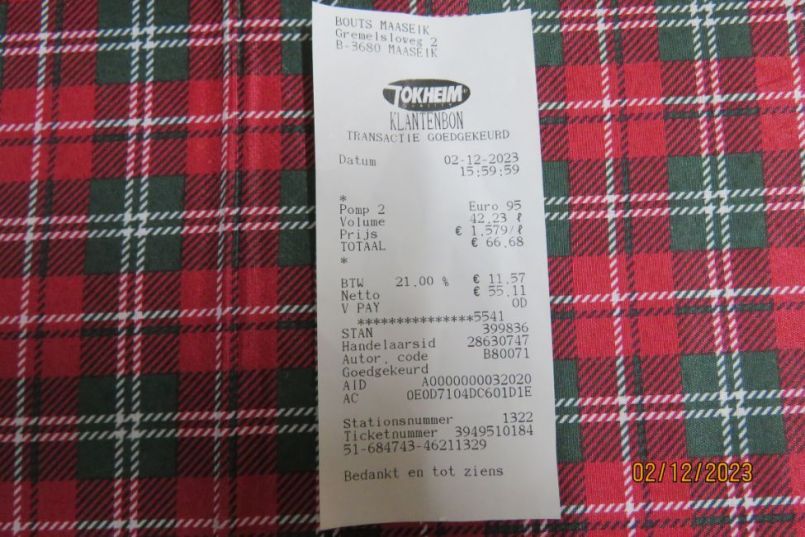 BOUTS MAASEIK
Gremelsloweg 2
B-3680 MAASEIK
TOKHEIM
KLANTENBON
TRANSACTIE GOEDGEKEURD
Datum 02-12-2023
15:59:59
*
Pomp 2 Euro 95
Volume 42,23 ℓ
Prijs € 1,579/ℓ
TOTAAL € 66,68
*
BTW 21.00 % € 11,57
Netto € 55,11
V PAY OD
***************5541
STAN 399836
Handelaarsid 28630747
Autor. code B80071
Goedgekeurd
AID A0000000032020
AC 0E0D7104DC601D1E
Stationsnummer 1322
Ticketnummer 3949510184
51-684743-46211329
Bedankt en tot ziens
02/12/2023